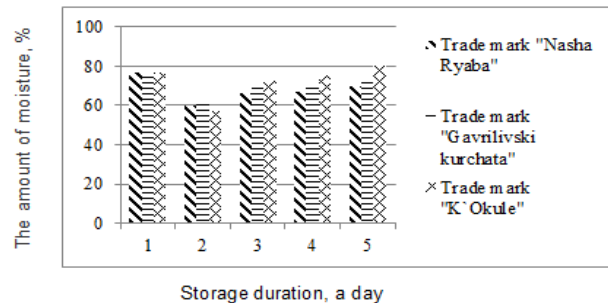 The amount of moisture, %
100
80
60
40
20
0
1 2 3 4 5
Storage duration, a day
Trade mark "Nasha
Ryaba"
Trade mark
"Gavrilivski
kurchata"
Trade mark
"K`Okule"